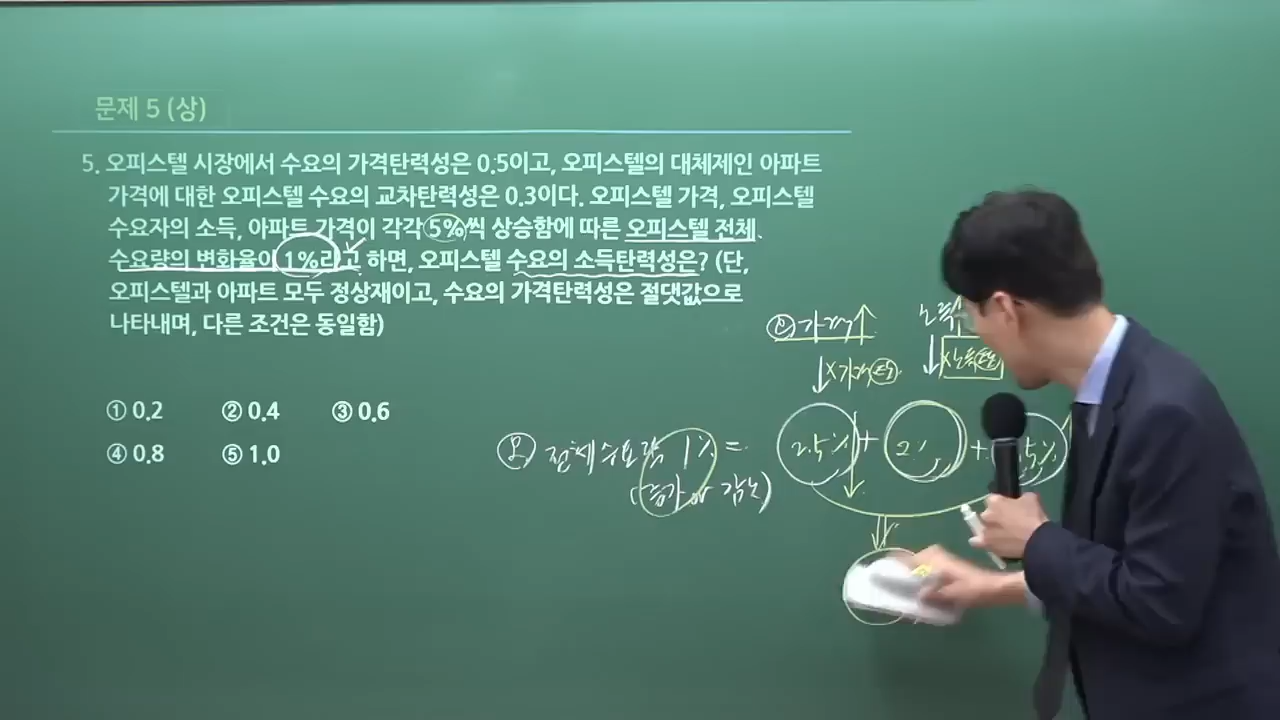 문제 5 (상)
5. 오피스텔 시장에서 수요의 가격탄력성은 0.5이고, 오피스텔의 대체제인 아파트
가격에 대한 오피스텔 수요의 교차탄력성은 0.3이다. 오피스텔 가격, 오피스텔
수요자의 소득, 아파트 가격이 각각 5%씩 상승함에 따른 오피스텔 전체
수요량의 변화율이 1%라고 하면, 오피스텔 수요의 소득탄력성은? (단,
오피스텔과 아파트 모두 정상재이고, 수요의 가격탄력성은 절댓값으로
나타내며, 다른 조건은 동일함)
① 0.2 ② 0.4 ③ 0.6
④ 0.8 ⑤ 1.0
오 가격↑
↓×가격
오 전체수요량 1% = 2.5% + 2% +
(증가 or 감소)